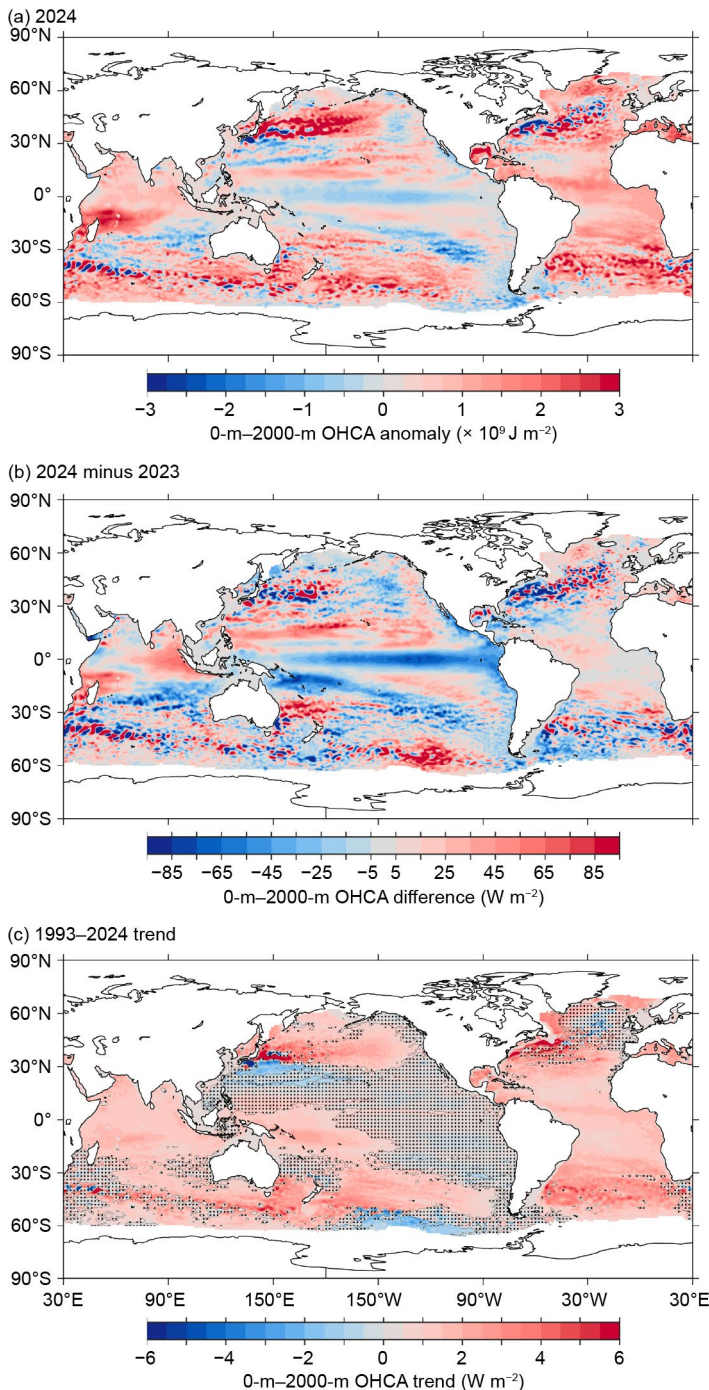 (a) 2024
90°N
60°N
30°N
0°
30°S
60°S
90°S
−3 −2 −1 0 1 2 3
0-m–2000-m OHCA anomaly (× 10⁹ J m⁻²)
(b) 2024 minus 2023
90°N
60°N
30°N
0°
30°S
60°S
90°S
−85 −65 −45 −25 −5 5 25 45 65 85
0-m–2000-m OHCA difference (W m⁻²)
(c) 1993–2024 trend
90°N
60°N
30°N
0°
30°S
60°S
90°S
30°E 90°E 150°E 150°W 90°W 30°W 30°E
−6 −4 −2 0 2 4 6
0-m–2000-m OHCA trend (W m⁻²)